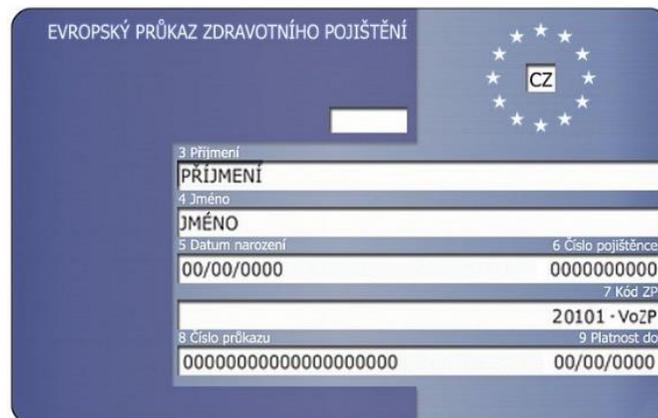 EVROPSKÝ PRŮKAZ ZDRAVOTNÍHO POJIŠTĚNÍ
CZ
3 Příjmení
PŘÍJMENÍ
4 Jméno
JMÉNO
5 Datum narození 6 Číslo pojištěnce
00/00/0000 0000000000
7 Kód ZP
20101 - VoZP
8 Číslo průkazu 9 Platnost do
00000000000000000000 00/00/0000